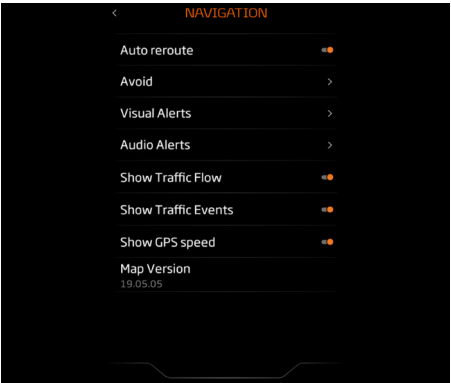 NAVIGATION
Auto reroute
Avoid
Visual Alerts
Audio Alerts
Show Traffic Flow
Show Traffic Events
Show GPS speed
Map Version
19.05.05